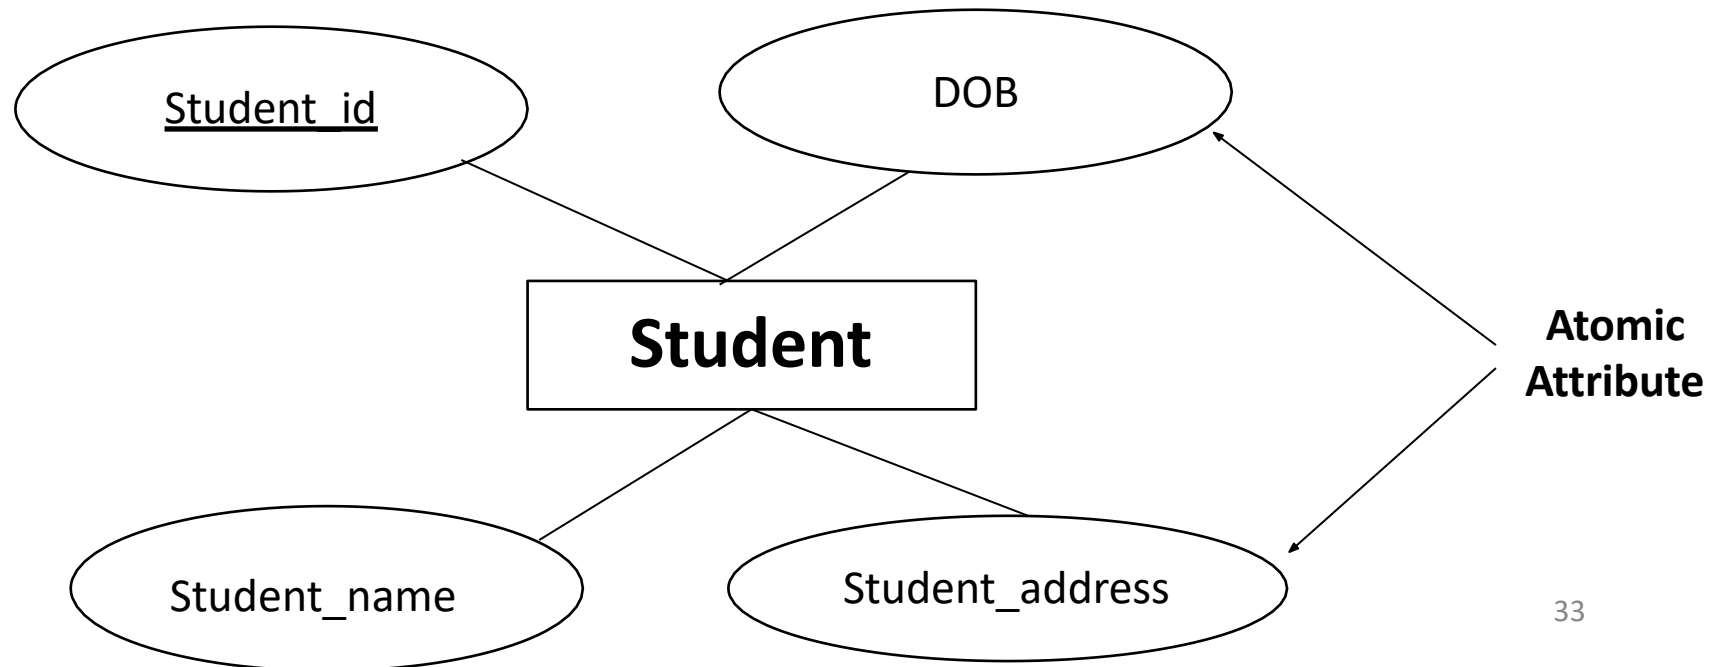 Student_id
DOB
Student
Atomic
Attribute
Student_name
Student_address
33